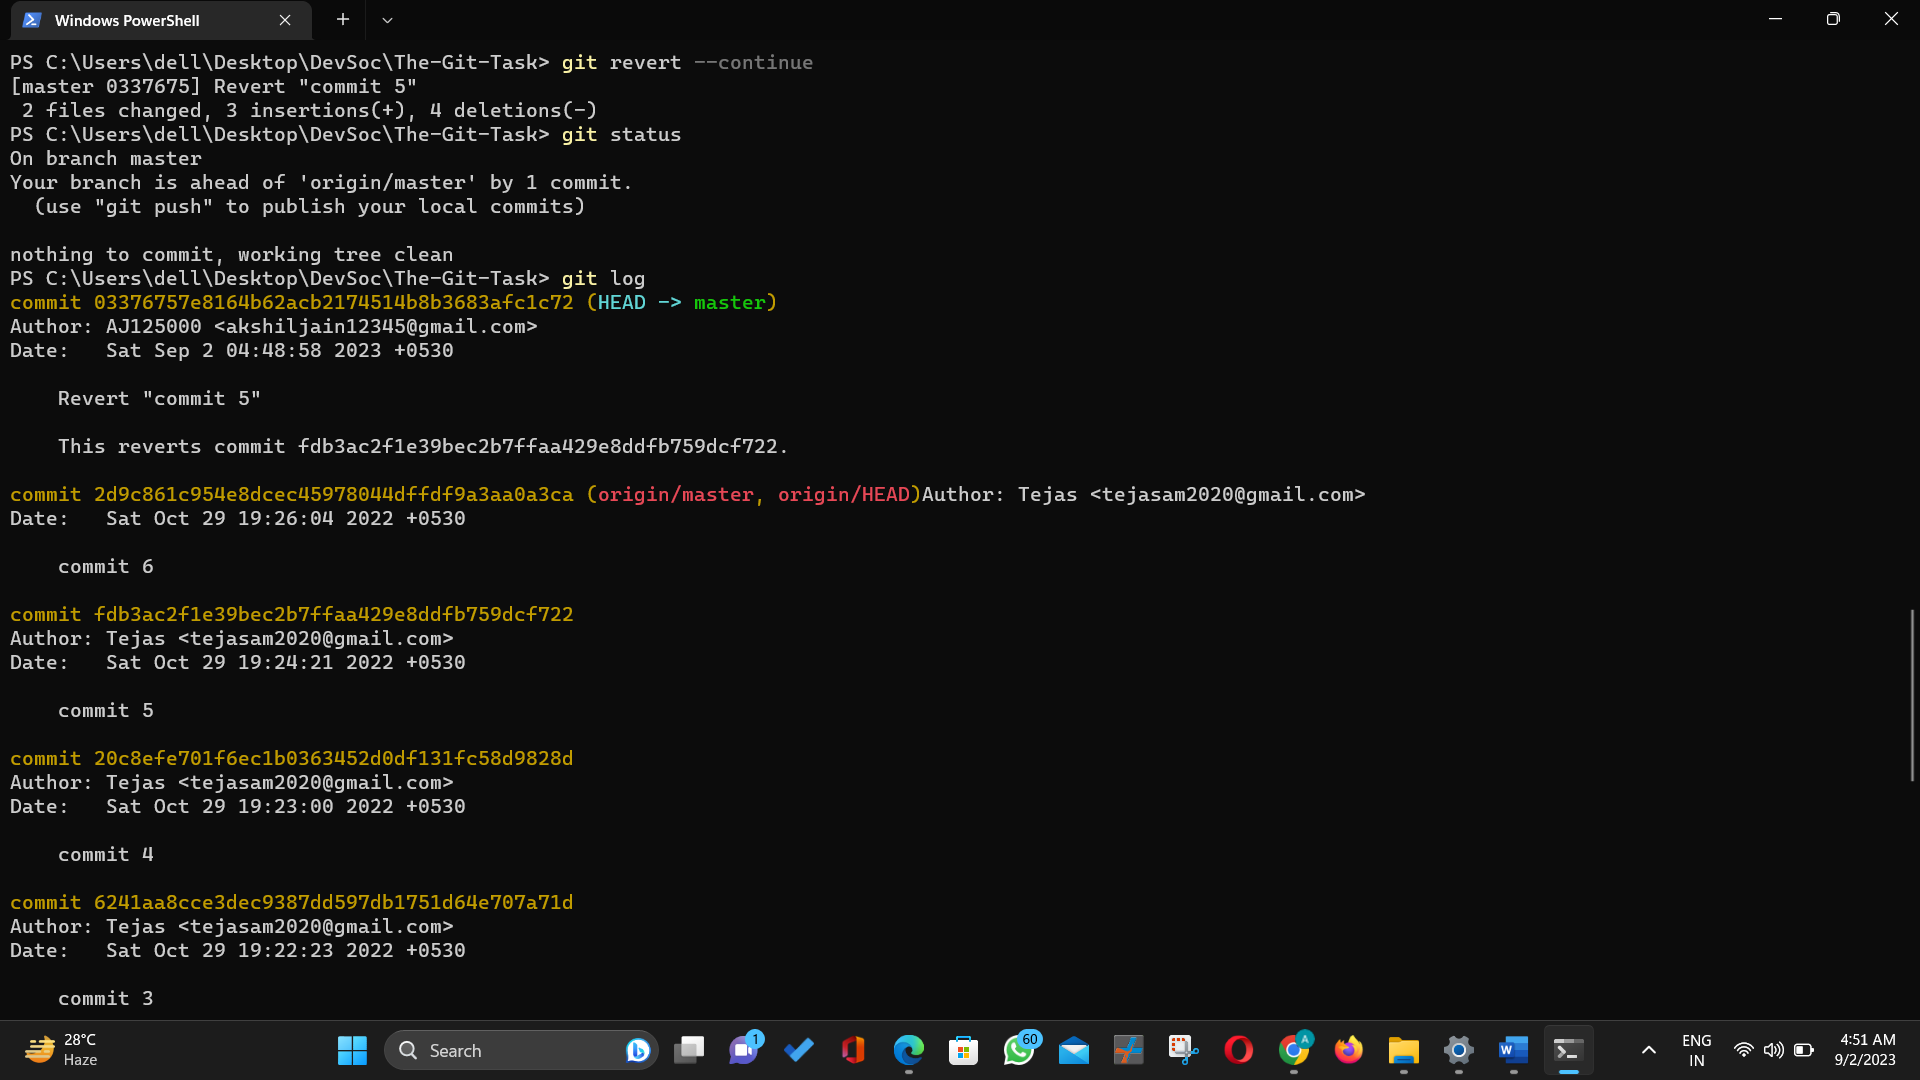 Windows PowerShell
PS C:\Users\dell\Desktop\DevSoc\The-Git-Task> git revert --continue
[master 0337675] Revert "commit 5"
 2 files changed, 3 insertions(+), 4 deletions(-)
PS C:\Users\dell\Desktop\DevSoc\The-Git-Task> git status
On branch master
Your branch is ahead of 'origin/master' by 1 commit.
  (use "git push" to publish your local commits)

nothing to commit, working tree clean
PS C:\Users\dell\Desktop\DevSoc\The-Git-Task> git log
commit 03376757e8164b62acb2174514b8b3683afc1c72 (HEAD -> master)
Author: AJ125000 <akshiljain12345@gmail.com>
Date:   Sat Sep 2 04:48:58 2023 +0530

    Revert "commit 5"

    This reverts commit fdb3ac2f1e39bec2b7ffaa429e8ddfb759dcf722.

commit 2d9c861c954e8dcec45978044dffdf9a3aa0a3ca (origin/master, origin/HEAD)Author: Tejas <tejasam2020@gmail.com>
Date:   Sat Oct 29 19:26:04 2022 +0530

    commit 6

commit fdb3ac2f1e39bec2b7ffaa429e8ddfb759dcf722
Author: Tejas <tejasam2020@gmail.com>
Date:   Sat Oct 29 19:24:21 2022 +0530

    commit 5

commit 20c8efe701f6ec1b0363452d0df131fc58d9828d
Author: Tejas <tejasam2020@gmail.com>
Date:   Sat Oct 29 19:23:00 2022 +0530

    commit 4

commit 6241aa8cce3dec9387dd597db1751d64e707a71d
Author: Tejas <tejasam2020@gmail.com>
Date:   Sat Oct 29 19:22:23 2022 +0530

    commit 3
28°C
Haze
Search
1
60
A
W
ENG
IN
4:51 AM
9/2/2023